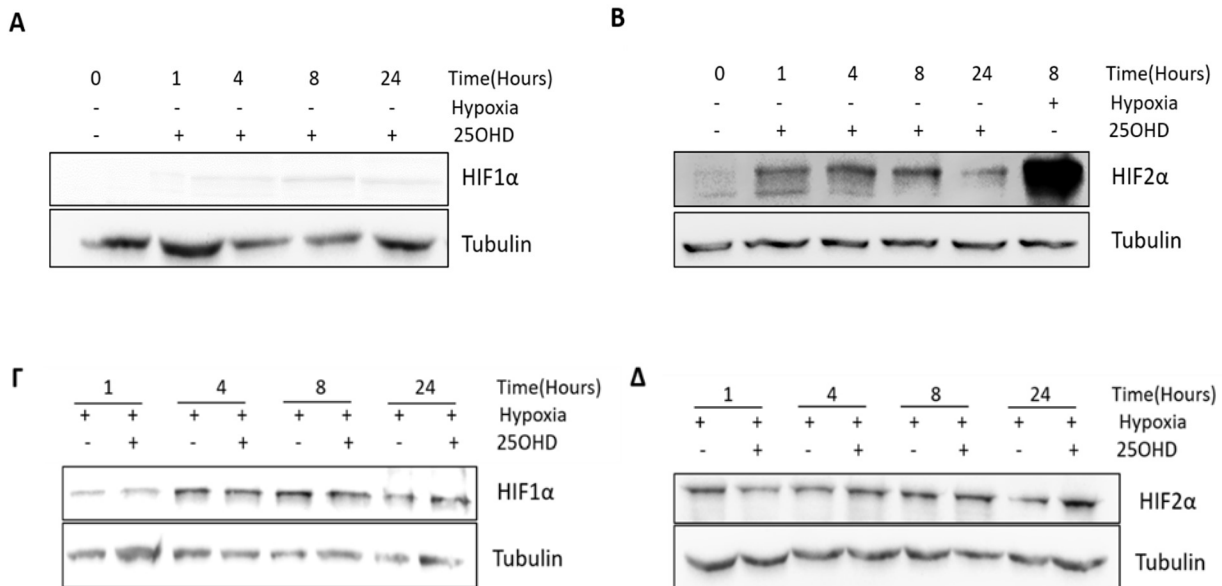 A
0 1 4 8 24 Time(Hours)
- - - - - Hypoxia
- + + + + 25OHD
HIF1α
Tubulin
B
0 1 4 8 24 8 Time(Hours)
- - - - - + Hypoxia
- + + + + - 25OHD
HIF2α
Tubulin
Γ
1 4 8 24 Time(Hours)
+ + + + + + + + Hypoxia
- + - + - + - + 25OHD
HIF1α
Tubulin
Δ
1 4 8 24 Time(Hours)
+ + + + + + + + Hypoxia
- + - + - + - + 25OHD
HIF2α
Tubulin